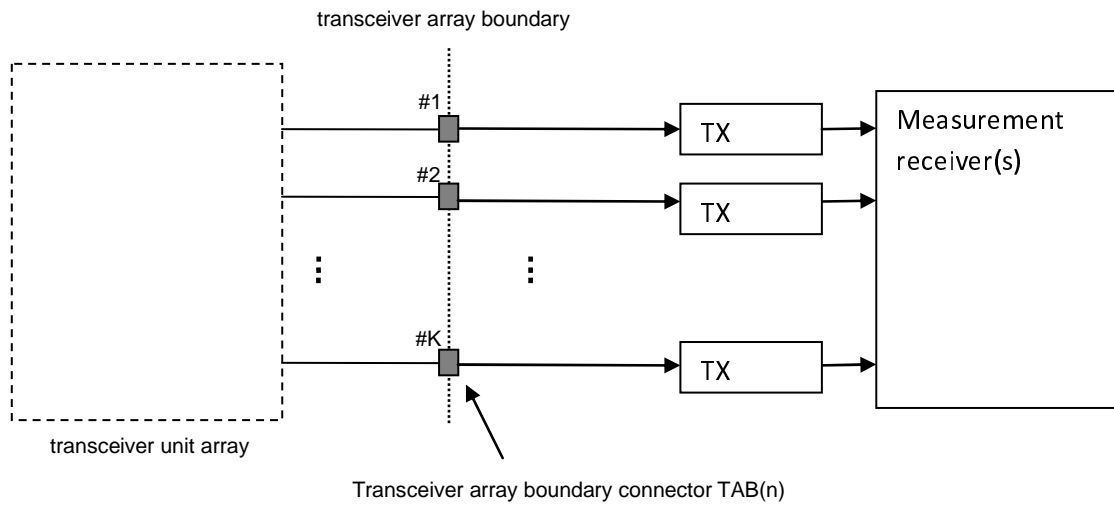 transceiver array boundary
#1
TX
Measurement
receiver(s)
#2
TX
#K
TX
transceiver unit array
Transceiver array boundary connector TAB(n)